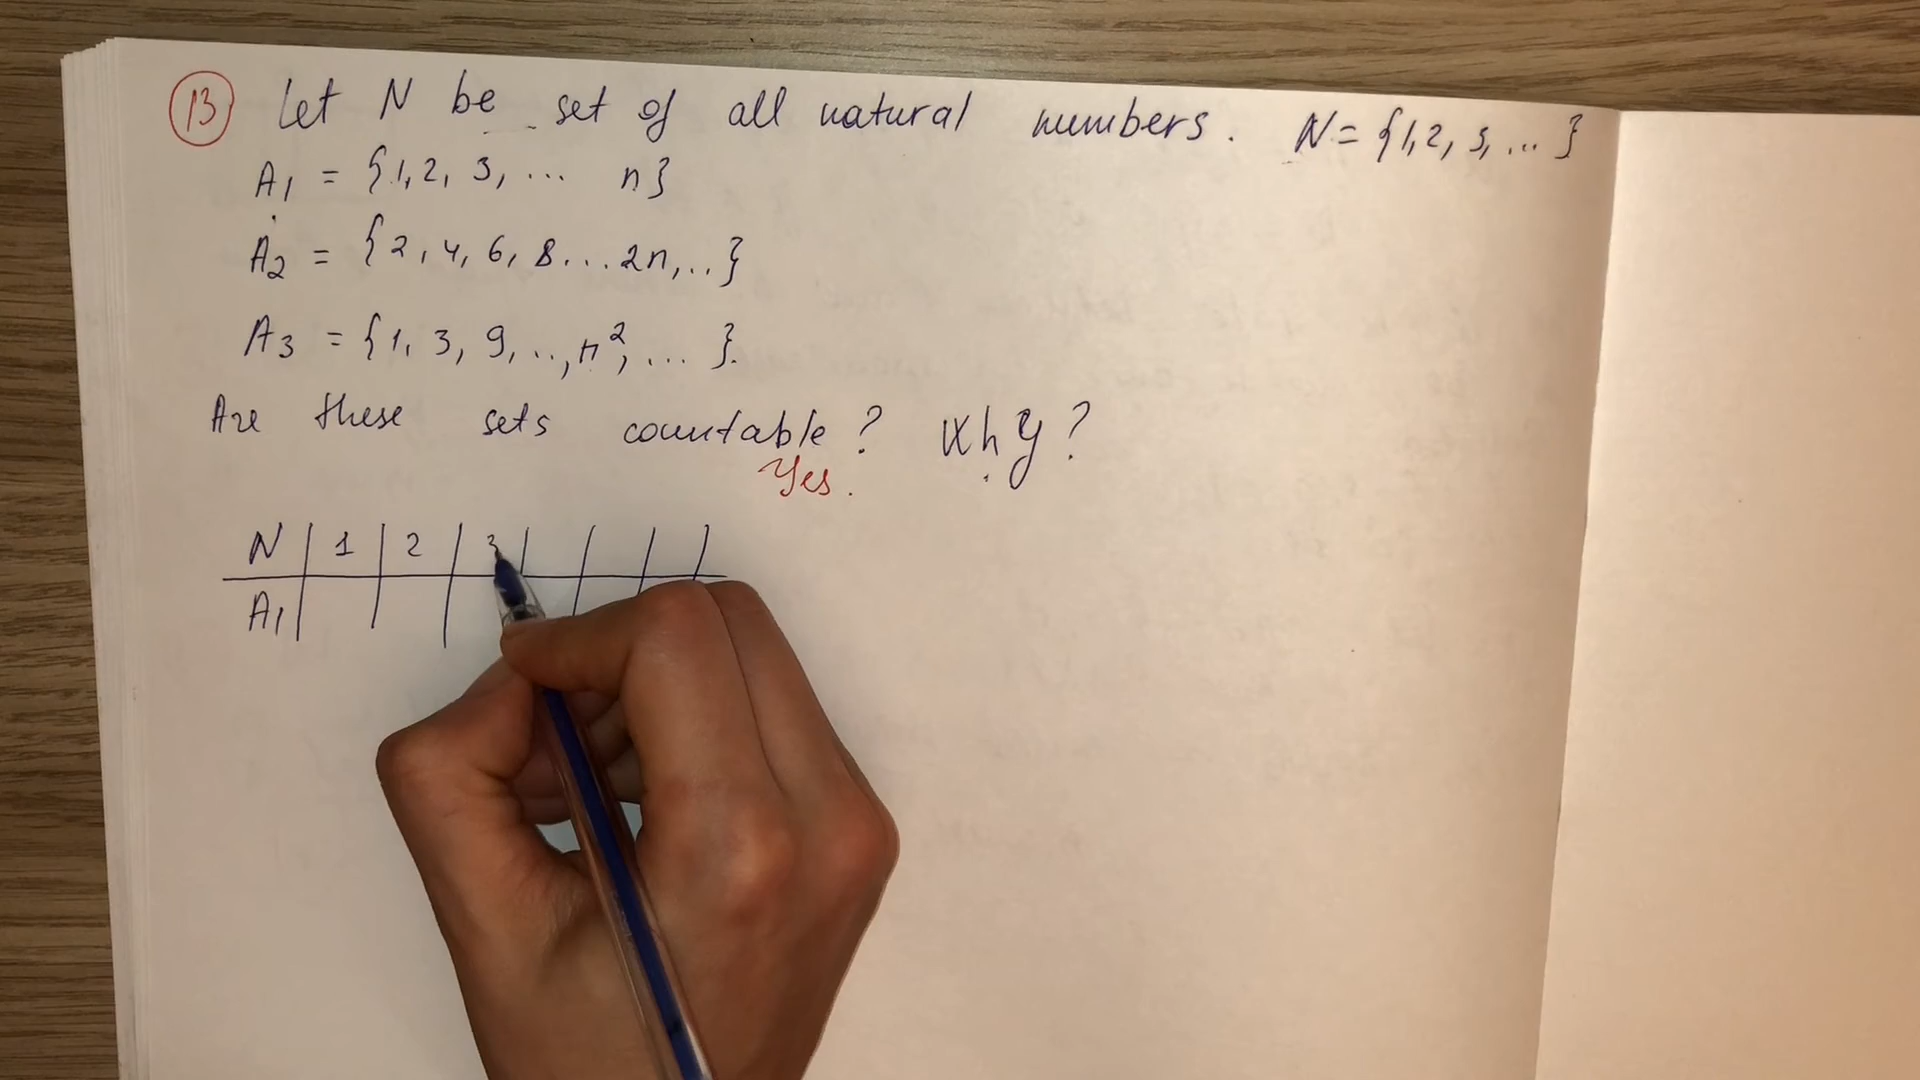 13 Let N be set of all natural numbers. N = {1, 2, 3, ... }
A1 = {1, 2, 3, ... n}
A2 = {2, 4, 6, 8 ... 2n, .. }
A3 = {1, 3, 9, .., n², ... }.
Are these sets countable? Why?
Yes.
N | 1 | 2 | 3
A1